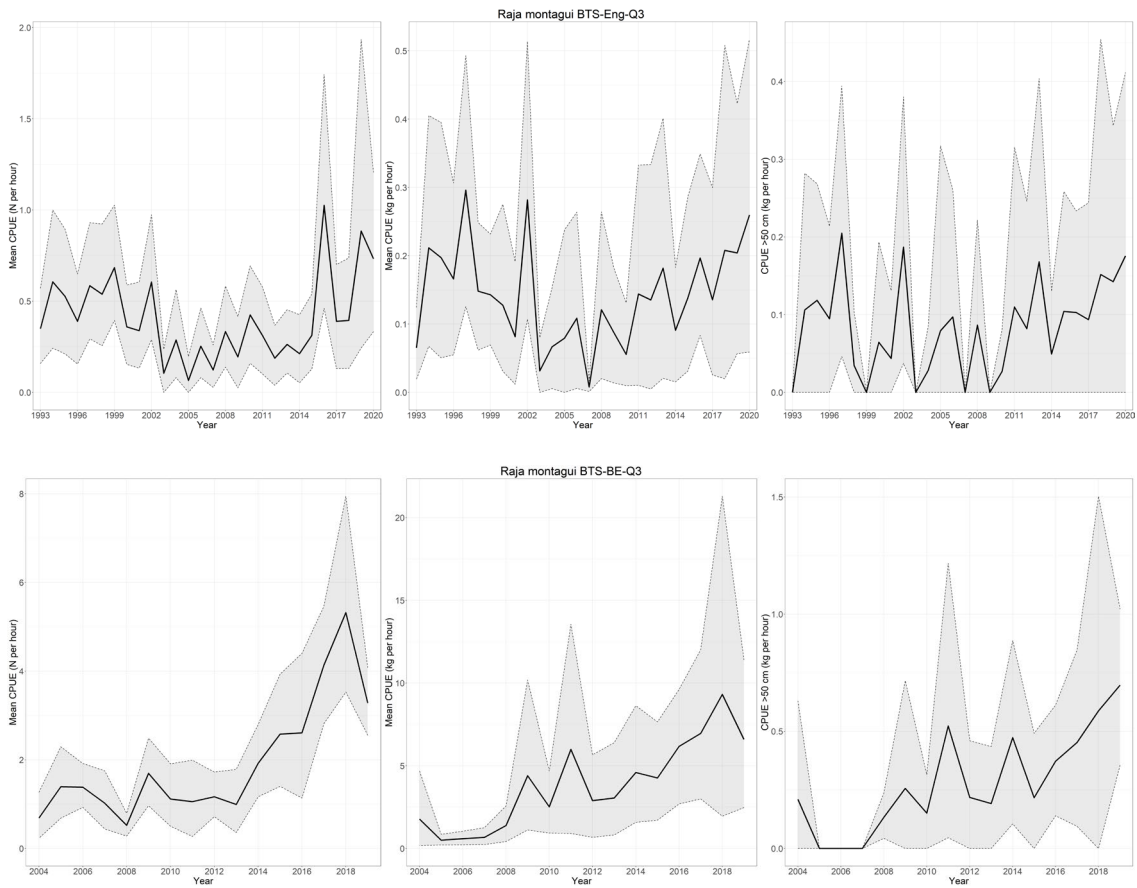 Raja montagui BTS-Eng-Q3
Mean CPUE (N per hour)
2.0
1.5
1.0
0.5
0.0
1993 1996 1999 2002 2005 2008 2011 2014 2017 2020
Year
Mean CPUE (kg per hour)
0.5
0.4
0.3
0.2
0.1
0.0
1993 1996 1999 2002 2005 2008 2011 2014 2017 2020
Year
CPUE >50 cm (kg per hour)
0.4
0.3
0.2
0.1
0.0
1993 1996 1999 2002 2005 2008 2011 2014 2017 2020
Year
Raja montagui BTS-BE-Q3
Mean CPUE (N per hour)
8
6
4
2
0
2004 2006 2008 2010 2012 2014 2016 2018
Year
Mean CPUE (kg per hour)
20
15
10
5
0
2004 2006 2008 2010 2012 2014 2016 2018
Year
CPUE >50 cm (kg per hour)
1.5
1.0
0.5
0.0
2004 2006 2008 2010 2012 2014 2016 2018
Year